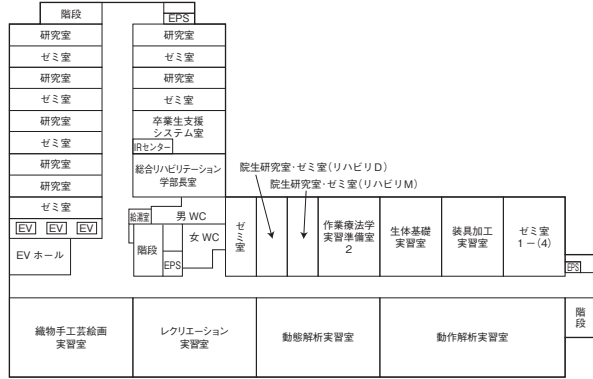 階段
EPS
研究室
ゼミ室
研究室
ゼミ室
研究室
ゼミ室
研究室
研究室
ゼミ室
EV
EV
EV
EV ホール
研究室
ゼミ室
研究室
ゼミ室
卒業生支援
システム室
IRセンター
総合リハビリテーション
学部長室
給湯室
男 WC
女 WC
階段
EPS
院生研究室・ゼミ室（リハビリD）
院生研究室・ゼミ室（リハビリM）
ゼミ室
作業療法学
実習準備室
2
生体基礎
実習室
装具加工
実習室
ゼミ室
1－(4)
EPS
階段
織物手工芸絵画
実習室
レクリエーション
実習室
動態解析実習室
動作解析実習室